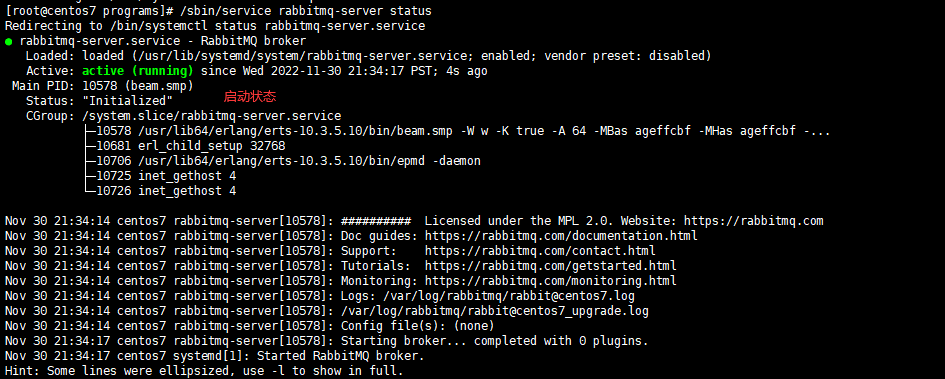 [root@centos7 programs]# /sbin/service rabbitmq-server status
Redirecting to /bin/systemctl status rabbitmq-server.service
● rabbitmq-server.service - RabbitMQ broker
   Loaded: loaded (/usr/lib/systemd/system/rabbitmq-server.service; enabled; vendor preset: disabled)
   Active: active (running) since Wed 2022-11-30 21:34:17 PST; 4s ago
 Main PID: 10578 (beam.smp)
   Status: "Initialized" 启动状态
   CGroup: /system.slice/rabbitmq-server.service
           ├─10578 /usr/lib64/erlang/erts-10.3.5.10/bin/beam.smp -W w -K true -A 64 -MBas ageffcbf -MHas ageffcbf -...
           ├─10681 erl_child_setup 32768
           ├─10706 /usr/lib64/erlang/erts-10.3.5.10/bin/epmd -daemon
           ├─10725 inet_gethost 4
           └─10726 inet_gethost 4
Nov 30 21:34:14 centos7 rabbitmq-server[10578]: ##########  Licensed under the MPL 2.0. Website: https://rabbitmq.com
Nov 30 21:34:14 centos7 rabbitmq-server[10578]: Doc guides: https://rabbitmq.com/documentation.html
Nov 30 21:34:14 centos7 rabbitmq-server[10578]: Support:    https://rabbitmq.com/contact.html
Nov 30 21:34:14 centos7 rabbitmq-server[10578]: Tutorials:  https://rabbitmq.com/getstarted.html
Nov 30 21:34:14 centos7 rabbitmq-server[10578]: Monitoring: https://rabbitmq.com/monitoring.html
Nov 30 21:34:14 centos7 rabbitmq-server[10578]: Logs: /var/log/rabbitmq/rabbit@centos7.log
Nov 30 21:34:14 centos7 rabbitmq-server[10578]: /var/log/rabbitmq/rabbit@centos7_upgrade.log
Nov 30 21:34:14 centos7 rabbitmq-server[10578]: Config file(s): (none)
Nov 30 21:34:17 centos7 rabbitmq-server[10578]: Starting broker... completed with 0 plugins.
Nov 30 21:34:17 centos7 systemd[1]: Started RabbitMQ broker.
Hint: Some lines were ellipsized, use -l to show in full.